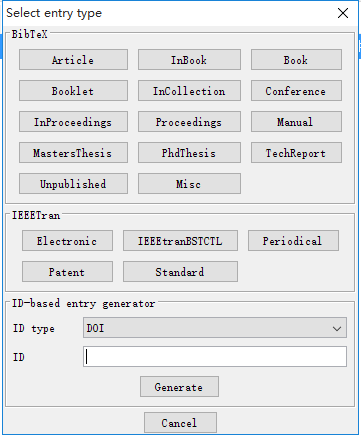 Select entry type
BibTeX
Article InBook Book
Booklet InCollection Conference
InProceedings Proceedings Manual
MastersThesis PhdThesis TechReport
Unpublished Misc
IEEETran
Electronic IEEEtranBSTCTL Periodical
Patent Standard
ID-based entry generator
ID type DOI
ID
Generate
Cancel